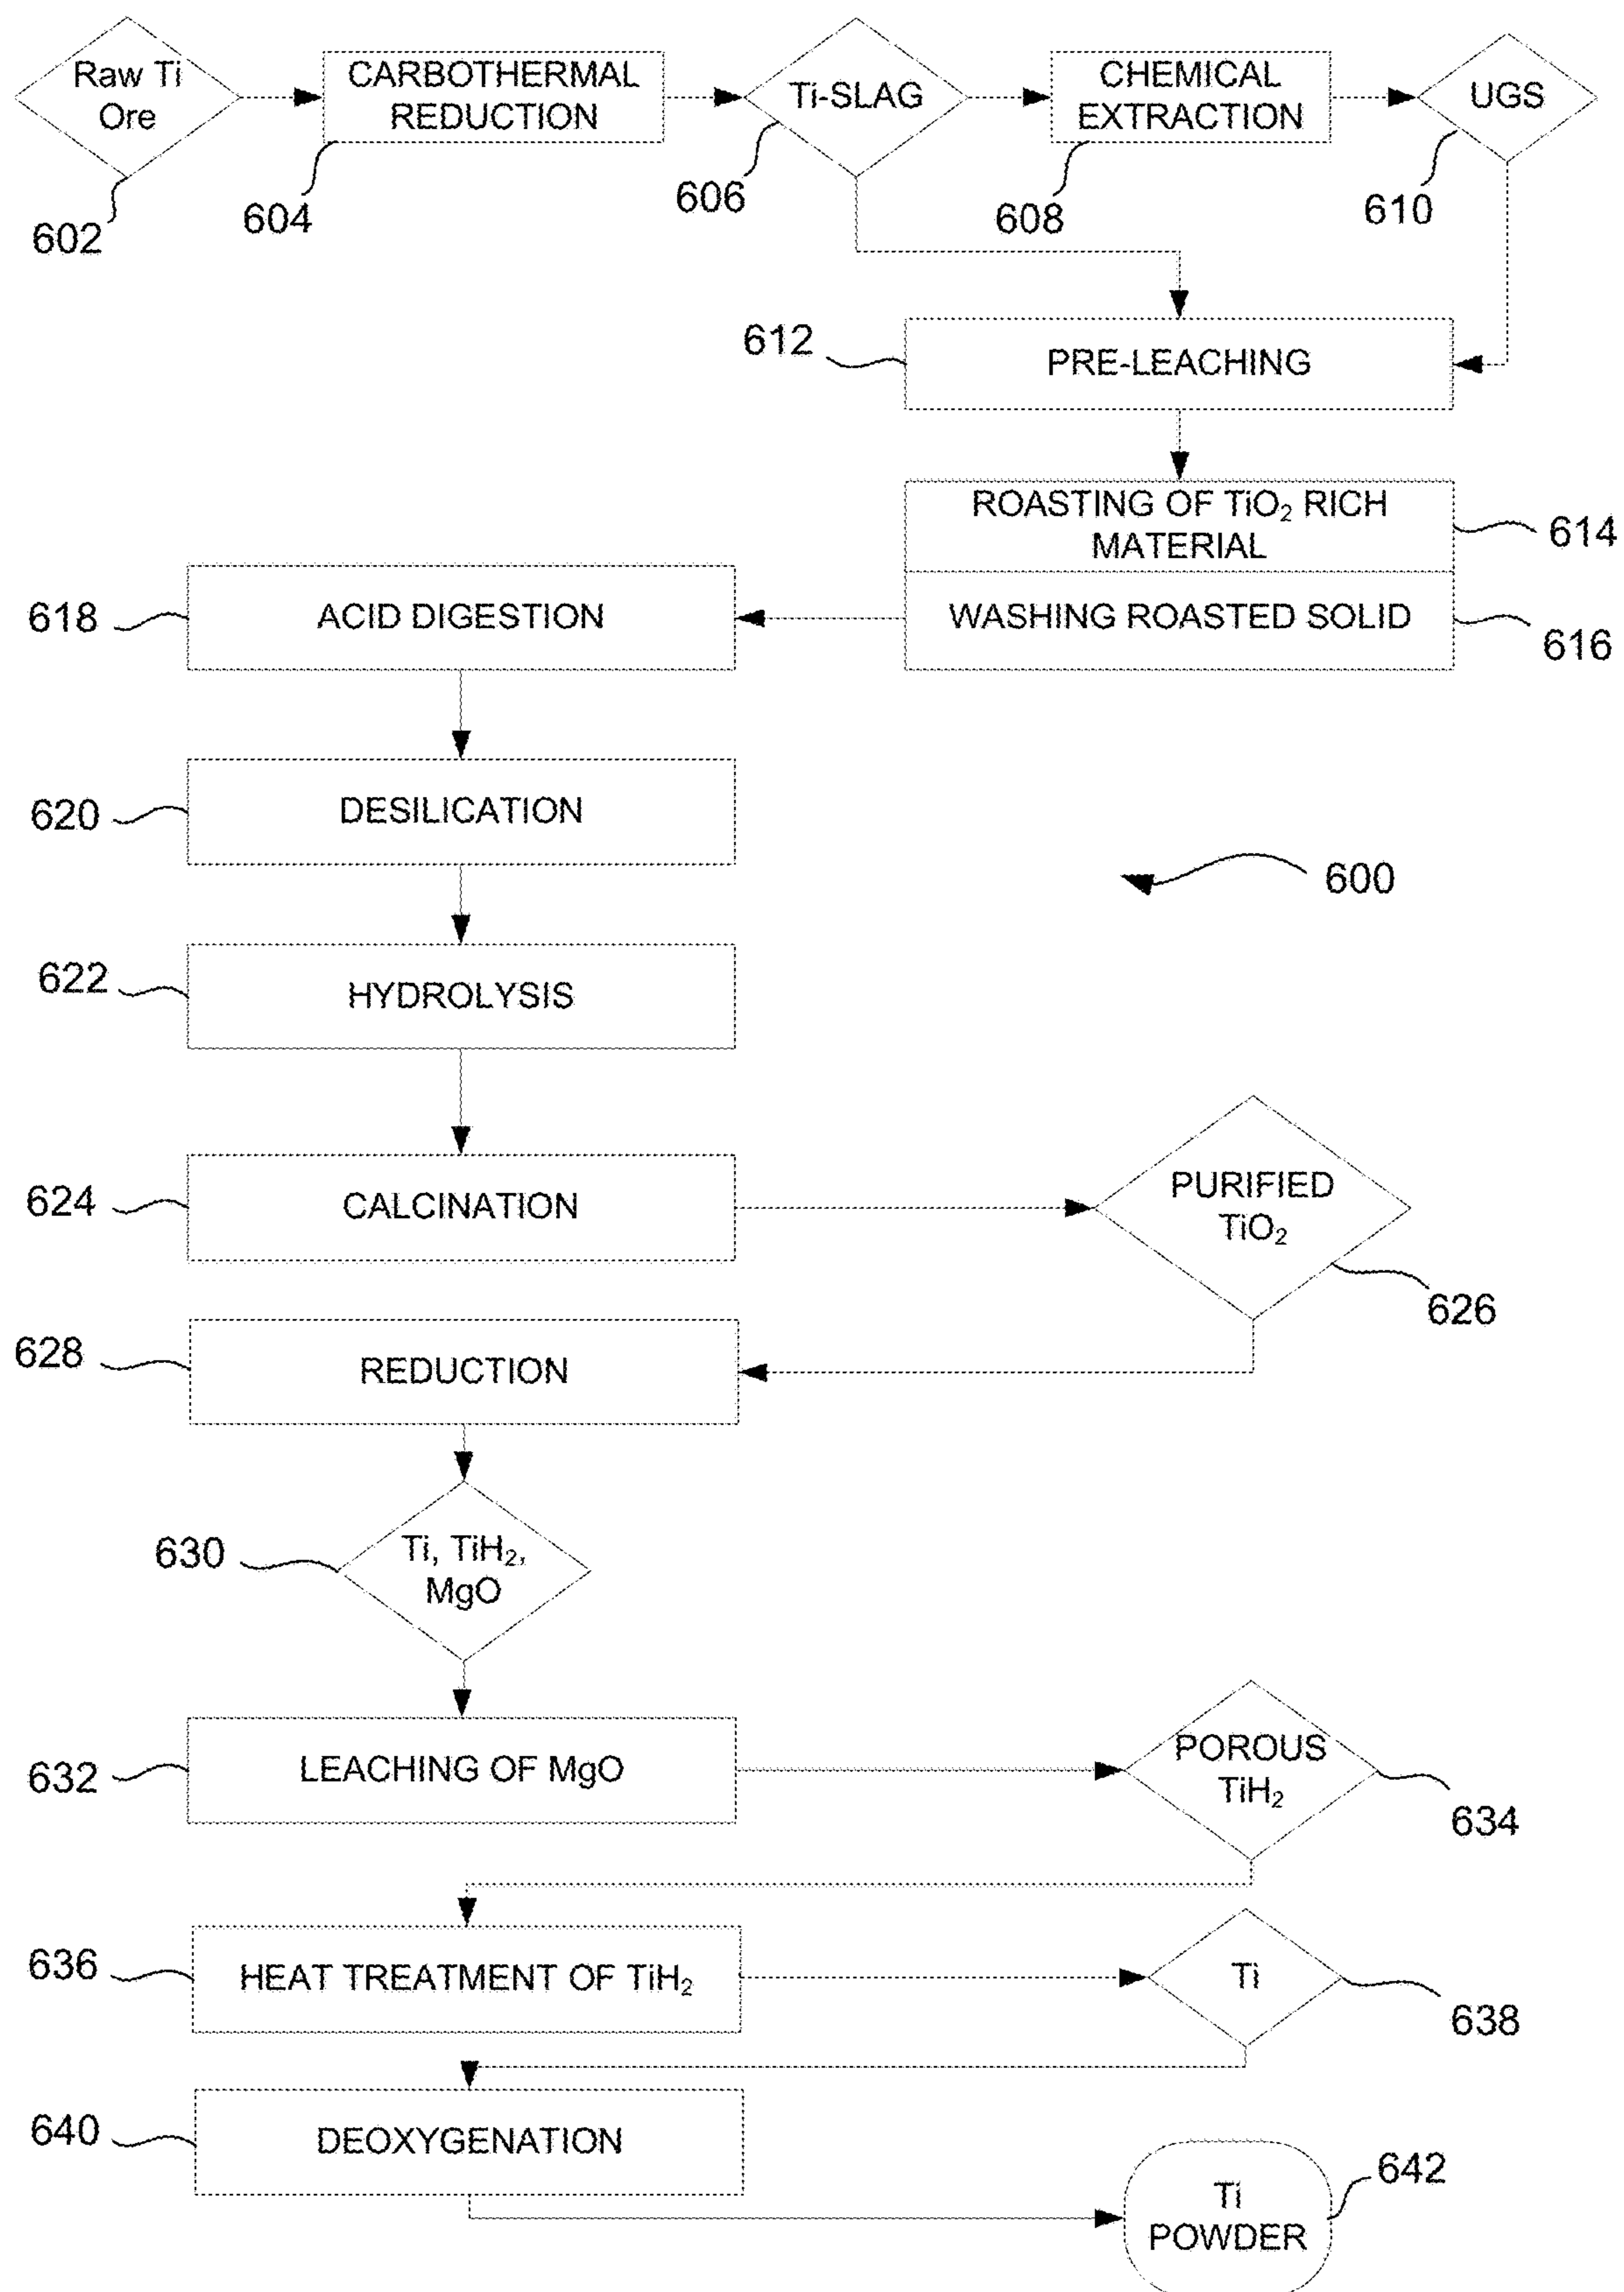 Raw Ti
Ore
CARBOTHERMAL
REDUCTION
Ti-SLAG
CHEMICAL
EXTRACTION
UGS
602
604
606
608
610
612
PRE-LEACHING
ROASTING OF TiO₂ RICH
MATERIAL
614
618
ACID DIGESTION
WASHING ROASTED SOLID
616
620
DESILICATION
600
622
HYDROLYSIS
624
CALCINATION
PURIFIED
TiO₂
626
628
REDUCTION
630
Ti, TiH₂,
MgO
632
LEACHING OF MgO
POROUS
TiH₂
634
636
HEAT TREATMENT OF TiH₂
Ti
638
640
DEOXYGENATION
642
Ti
POWDER